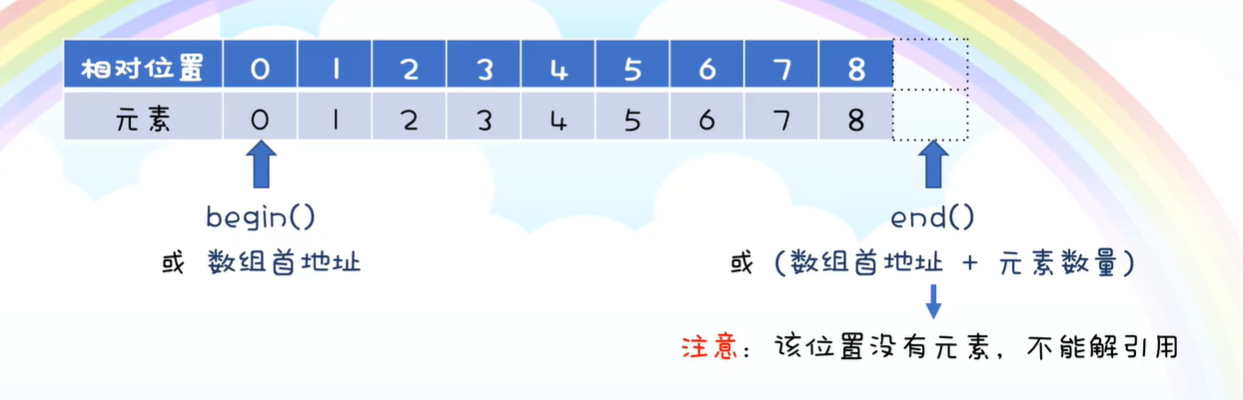 相对位置 0 1 2 3 4 5 6 7 8
元素 0 1 2 3 4 5 6 7 8
begin() end()
或 数组首地址 或 (数组首地址 + 元素数量)
注意：该位置没有元素，不能解引用